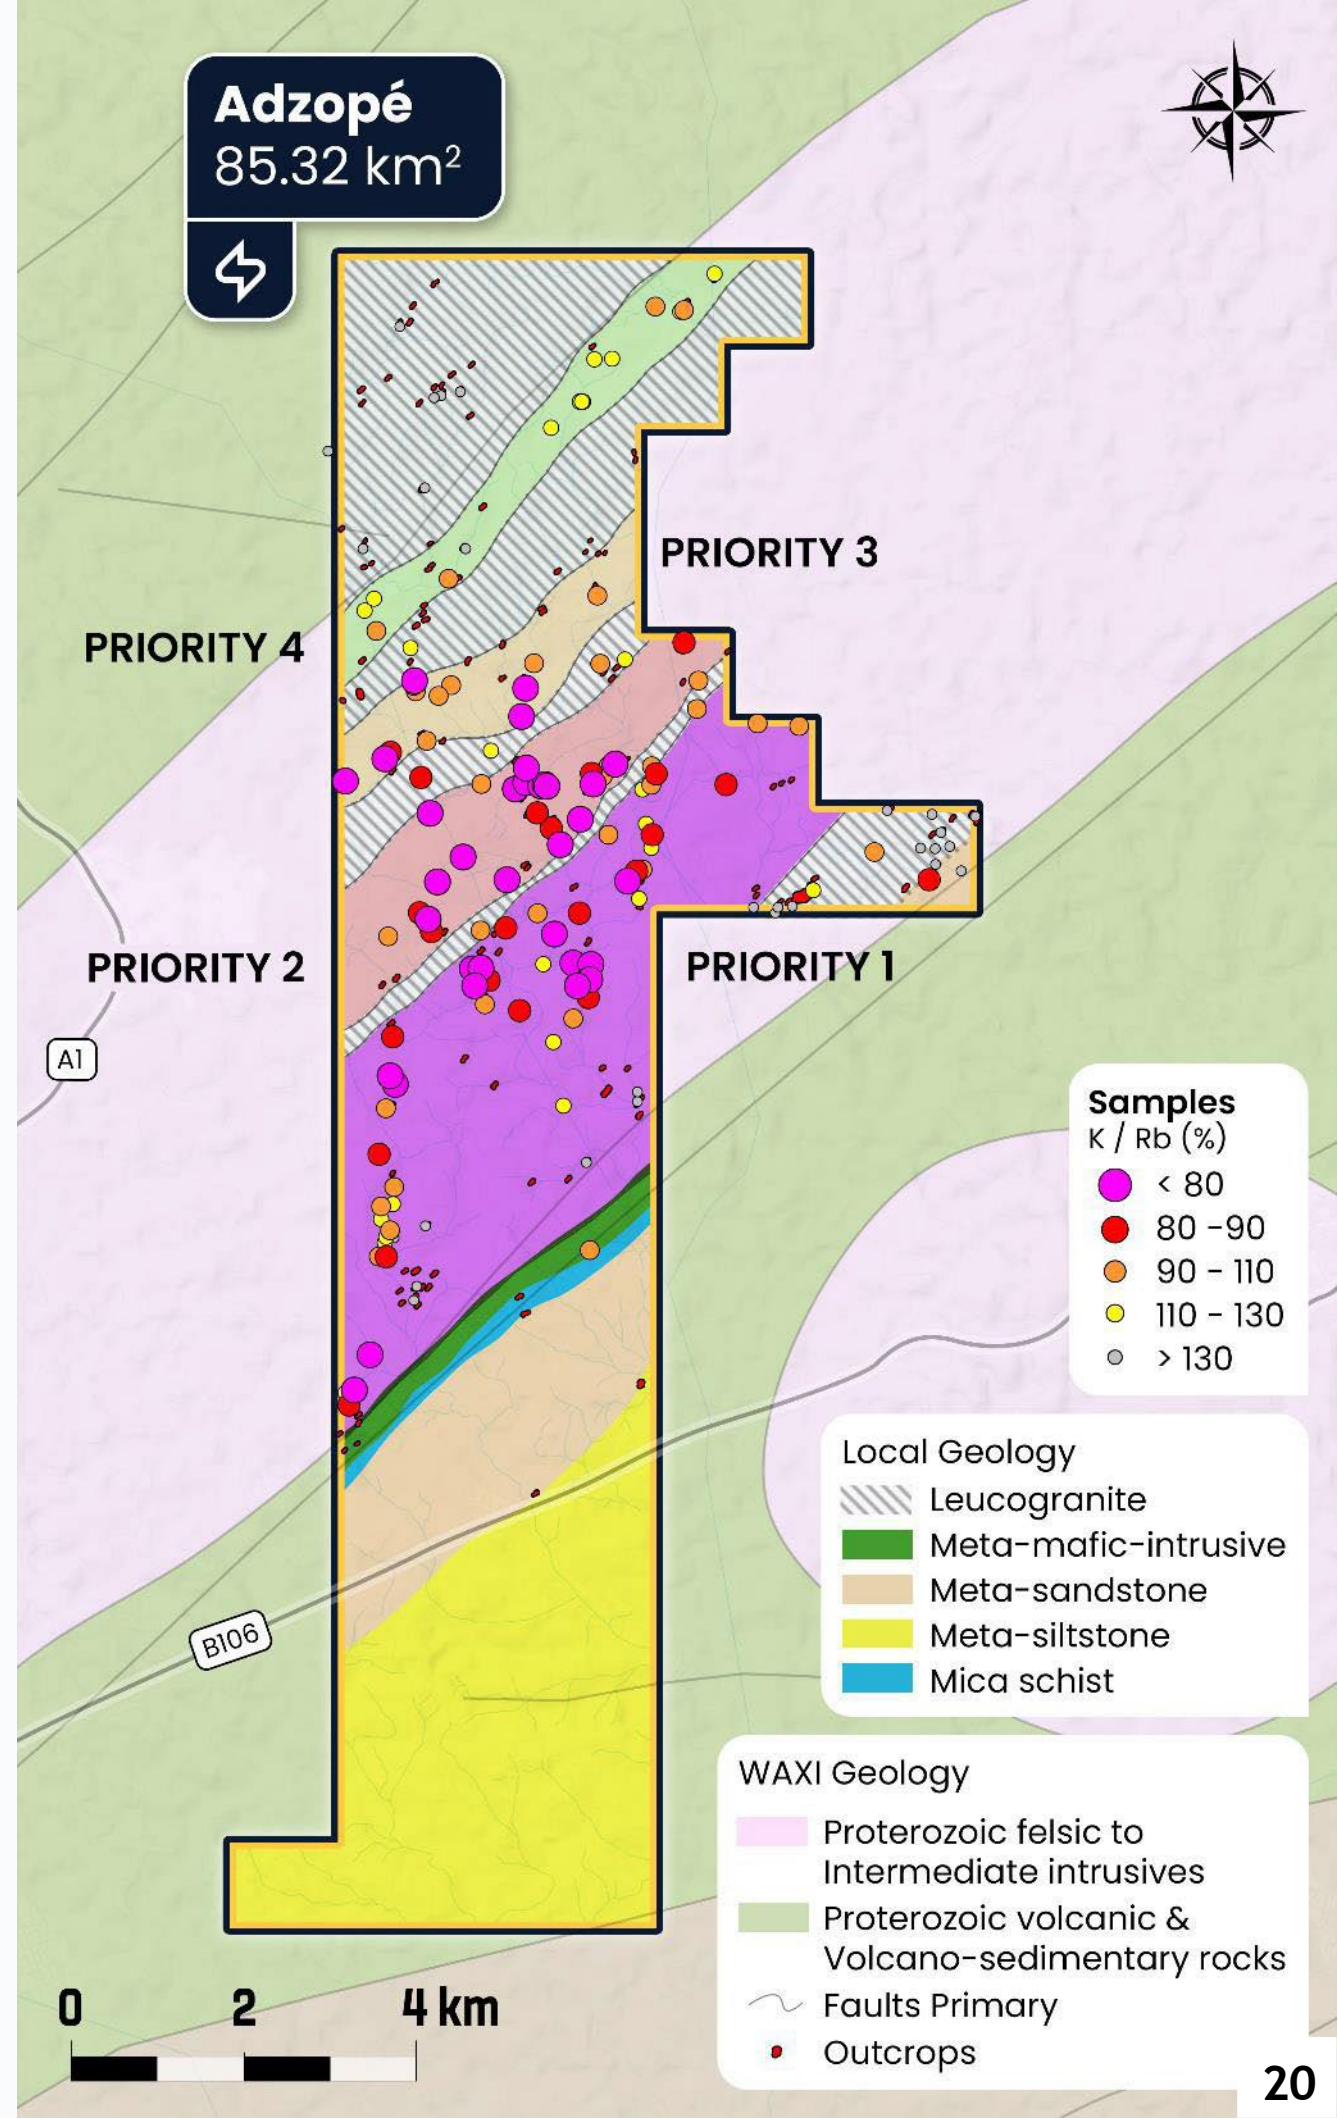 Adzopé
85.32 km²
PRIORITY 3
PRIORITY 4
PRIORITY 2
PRIORITY 1
A1
Samples
K / Rb (%)
< 80
80 -90
90 - 110
110 - 130
> 130
Local Geology
Leucogranite
Meta-mafic-intrusive
Meta-sandstone
Meta-siltstone
Mica schist
B106
WAXI Geology
Proterozoic felsic to
Intermediate intrusives
Proterozoic volcanic &
Volcano-sedimentary rocks
Faults Primary
Outcrops
0 2 4 km
20